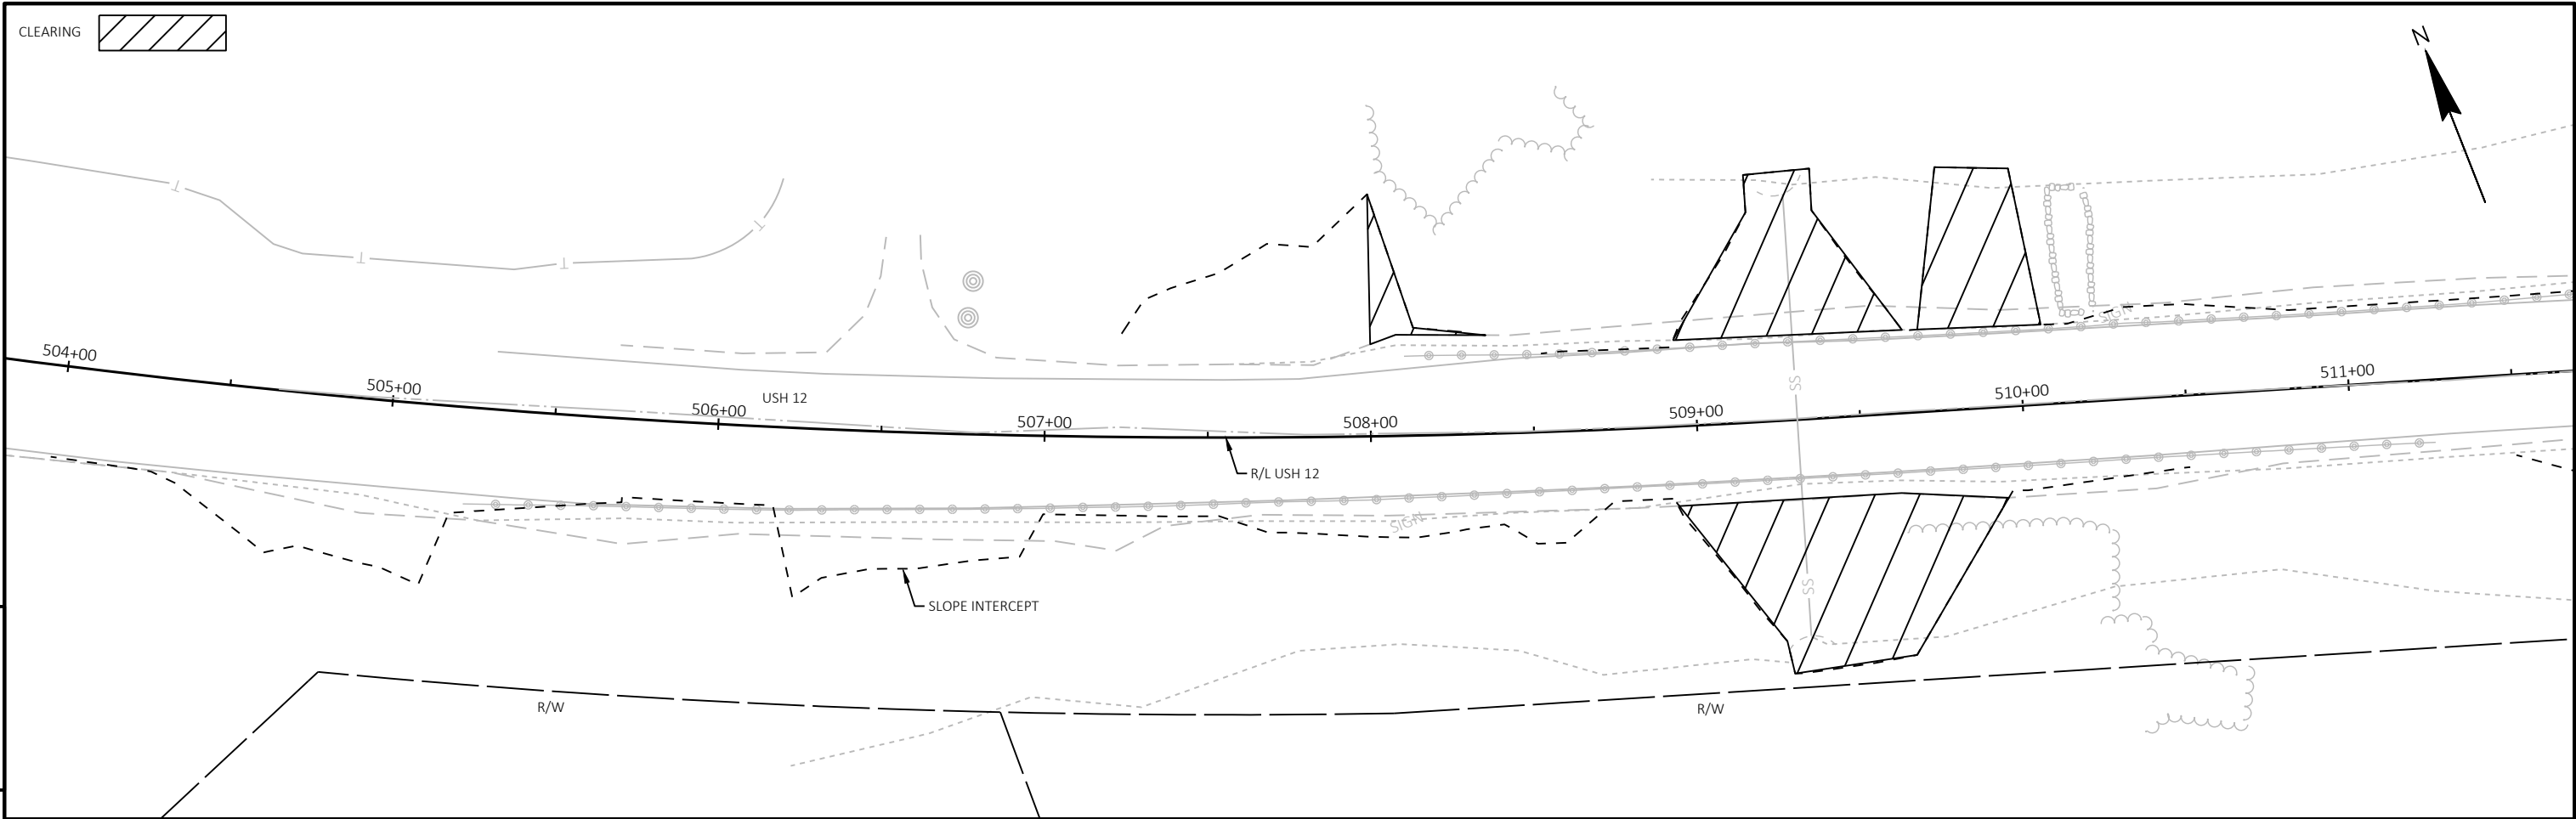 CLEARING
N
504+00
505+00
506+00
USH 12
507+00
508+00
509+00
510+00
511+00
SIGN
SS
R/L USH 12
SIGN
SS
SLOPE INTERCEPT
R/W
R/W